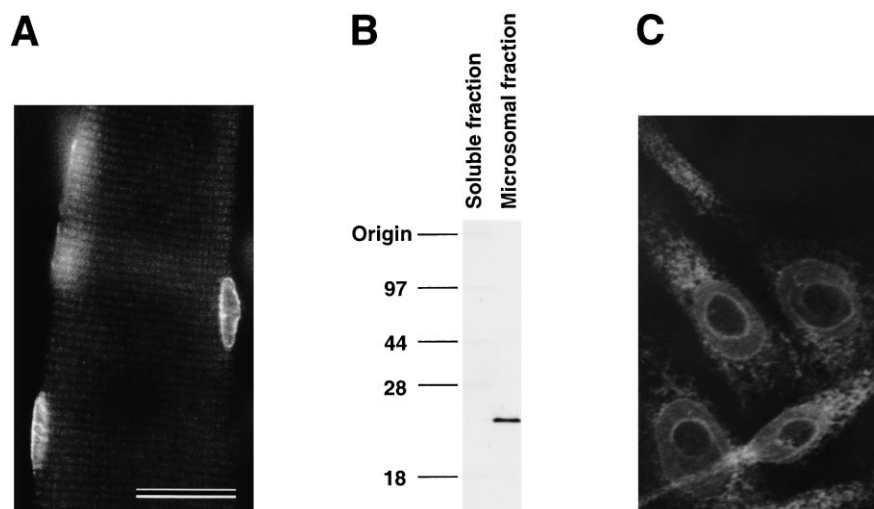 A
B
C
Soluble fraction
Microsomal fraction
Origin
97
44
28
18